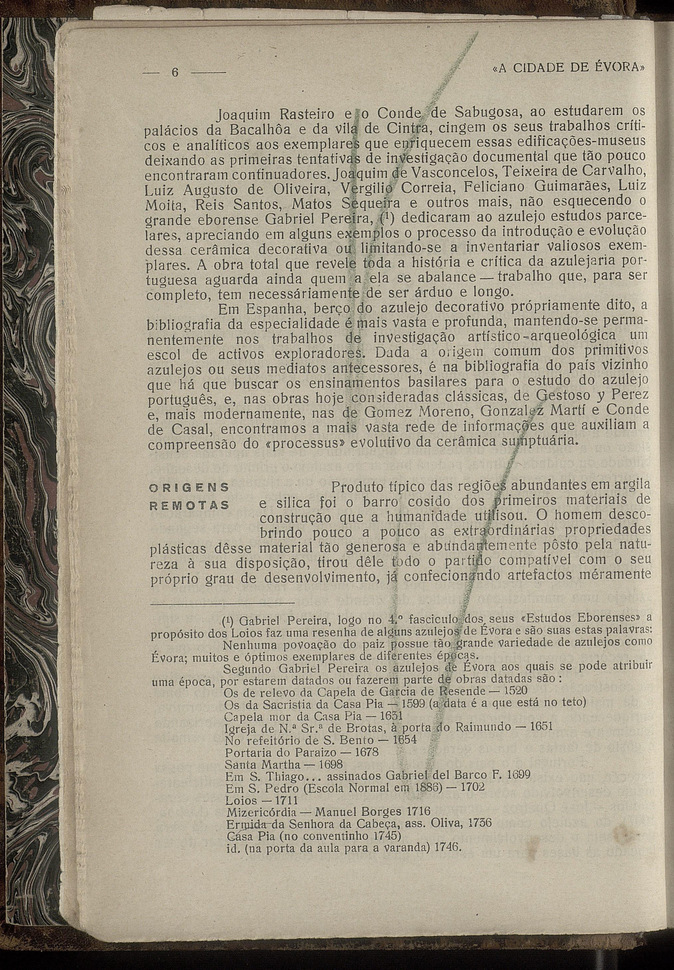 — 6 —— «A CIDADE DE ÉVORA»
Joaquim Rasteiro e o Conde de Sabugosa, ao estudarem os
palácios da Bacalhôa e da vila de Cintra, cingem os seus trabalhos críti-
cos e analíticos aos exemplares que enriquecem essas edificações-museus
deixando as primeiras tentativas de investigação documental que tão pouco
encontraram continuadores. Joaquim de Vasconcelos, Teixeira de Carvalho,
Luiz Augusto de Oliveira, Vergilio Correia, Feliciano Guimarães, Luiz
Moita, Reis Santos, Matos Sequeira e outros mais, não esquecendo o
grande eborense Gabriel Pereira, (¹) dedicaram ao azulejo estudos parce-
lares, apreciando em alguns exemplos o processo da introdução e evolução
dessa cerâmica decorativa ou limitando-se a inventariar valiosos exem-
plares. A obra total que revele toda a história e crítica da azulejaria por-
tuguesa aguarda ainda quem a ela se abalance — trabalho que, para ser
completo, tem necessáriamente de ser árduo e longo.
Em Espanha, berço do azulejo decorativo própriamente dito, a
bibliografia da especialidade é mais vasta e profunda, mantendo-se perma-
nentemente nos trabalhos de investigação artístico-arqueológica um
escol de activos exploradores. Dada a origem comum dos primitivos
azulejos ou seus mediatos antecessores, é na bibliografia do país vizinho
que há que buscar os ensinamentos basilares para o estudo do azulejo
português, e, nas obras hoje consideradas clássicas, de Gestoso y Perez
e, mais modernamente, nas de Gomez Moreno, Gonzalez Martí e Conde
de Casal, encontramos a mais vasta rede de informações que auxiliam a
compreensão do «processus» evolutivo da cerâmica sumptuária.
ORIGENS
REMOTAS
Produto típico das regiões abundantes em argila
e silica foi o barro cosido dos primeiros materiais de
construção que a humanidade utilisou. O homem desco-
brindo pouco a pouco as extraordinárias propriedades
plásticas dêsse material tão generosa e abundantemente pôsto pela natu-
reza à sua disposição, tirou dêle todo o partido compatível com o seu
próprio grau de desenvolvimento, já confecionando artefactos méramente
(¹) Gabriel Pereira, logo no 4.º fasciculo dos seus «Estudos Eborenses» a
propósito dos Loios faz uma resenha de alguns azulejos de Évora e são suas estas palavras:
Nenhuma povoação do paiz possue tão grande variedade de azulejos como
Évora; muitos e óptimos exemplares de diferentes épocas.
Segundo Gabriel Pereira os azulejos de Évora aos quais se pode atribuir
uma época, por estarem datados ou fazerem parte de obras datadas são :
Os de relevo da Capela de Garcia de Resende — 1520
Os da Sacristia da Casa Pia — 1599 (a data é a que está no teto)
Capela mor da Casa Pia — 1631
Igreja de N.ª Sr.ª de Brotas, à porta do Raimundo — 1651
No refeitório de S. Bento — 1654
Portaria do Paraizo — 1678
Santa Martha — 1698
Em S. Thiago... assinados Gabriel del Barco F. 1699
Em S. Pedro (Escola Normal em 1886) — 1702
Loios — 1711
Misericórdia — Manuel Borges 1716
Ermida da Senhora da Cabeça, ass. Oliva, 1736
Casa Pia (no conventinho 1745)
id. (na porta da aula para a varanda) 1746.